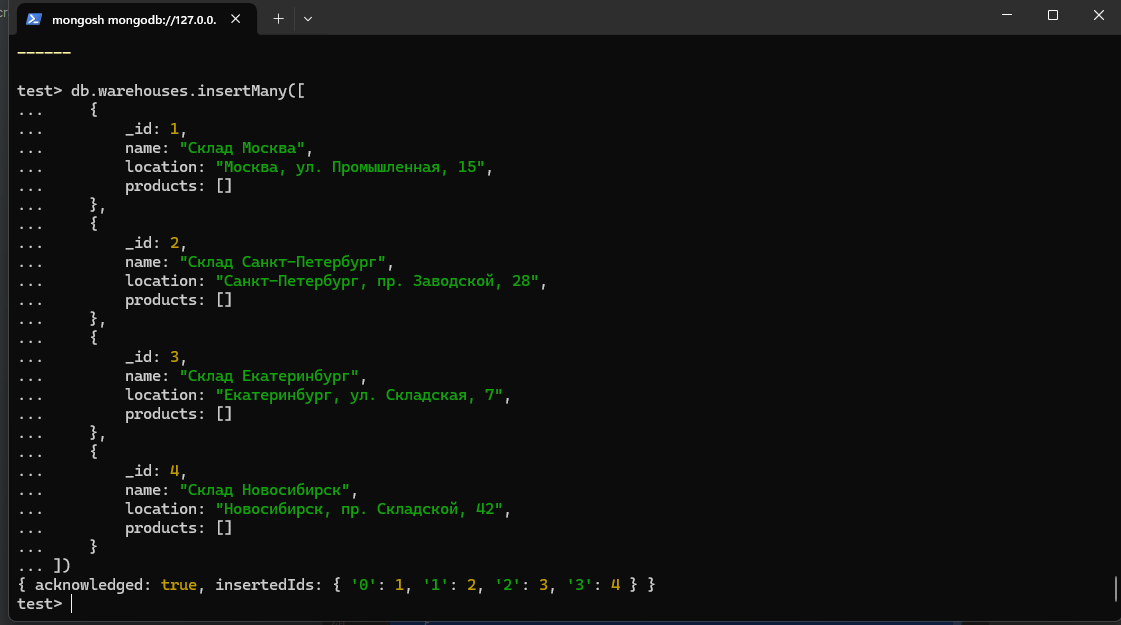 mongosh mongodb://127.0.0.
------
test> db.warehouses.insertMany([
...     {
...         _id: 1,
...         name: "Склад Москва",
...         location: "Москва, ул. Промышленная, 15",
...         products: []
...     },
...     {
...         _id: 2,
...         name: "Склад Санкт-Петербург",
...         location: "Санкт-Петербург, пр. Заводской, 28",
...         products: []
...     },
...     {
...         _id: 3,
...         name: "Склад Екатеринбург",
...         location: "Екатеринбург, ул. Складская, 7",
...         products: []
...     },
...     {
...         _id: 4,
...         name: "Склад Новосибирск",
...         location: "Новосибирск, пр. Складской, 42",
...         products: []
...     }
... ])
{ acknowledged: true, insertedIds: { '0': 1, '1': 2, '2': 3, '3': 4 } }
test>